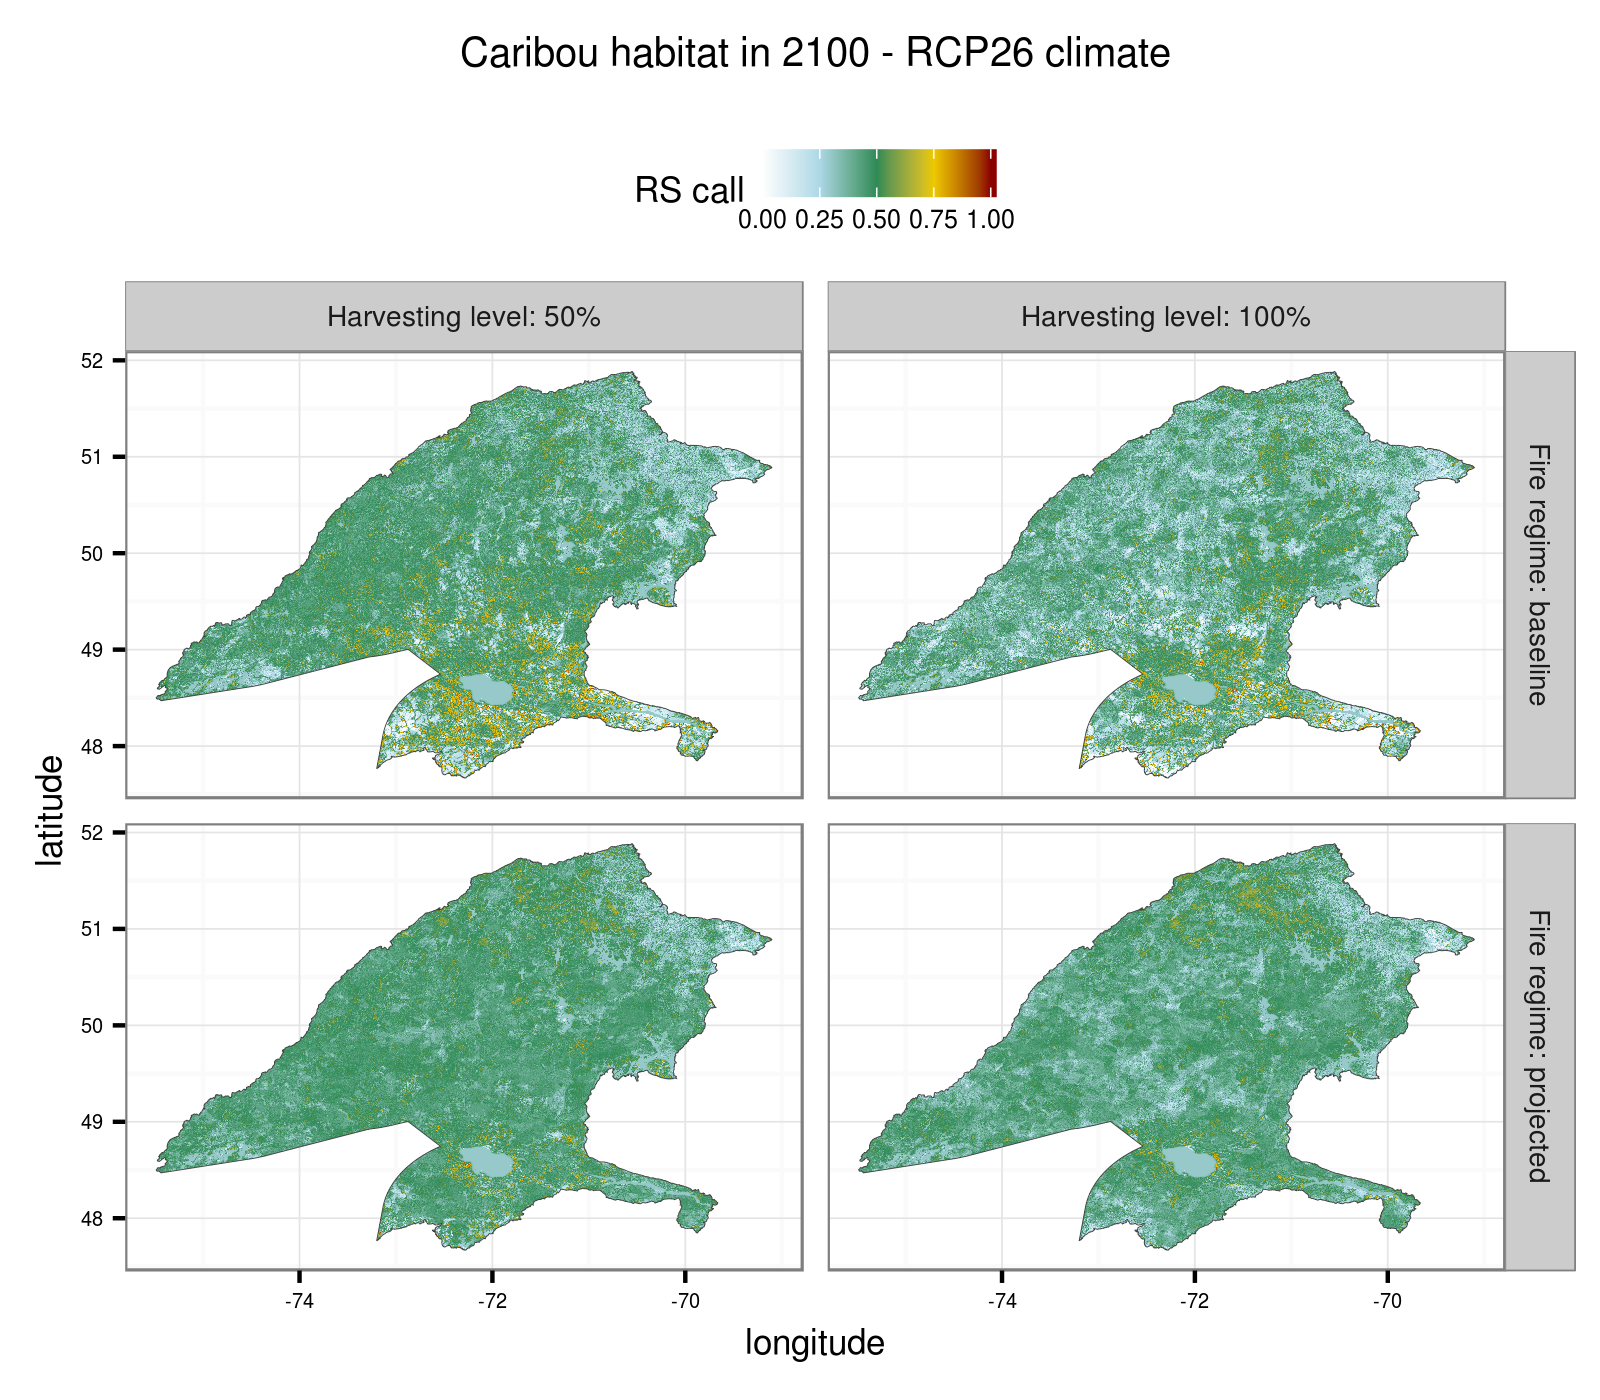 Caribou habitat in 2100 - RCP26 climate
RS call
0.00 0.25 0.50 0.75 1.00
Harvesting level: 50%
Harvesting level: 100%
52
51
50
49
48
Fire regime: baseline
latitude
52
51
50
49
48
Fire regime: projected
-74
-72
-70
-74
-72
-70
longitude